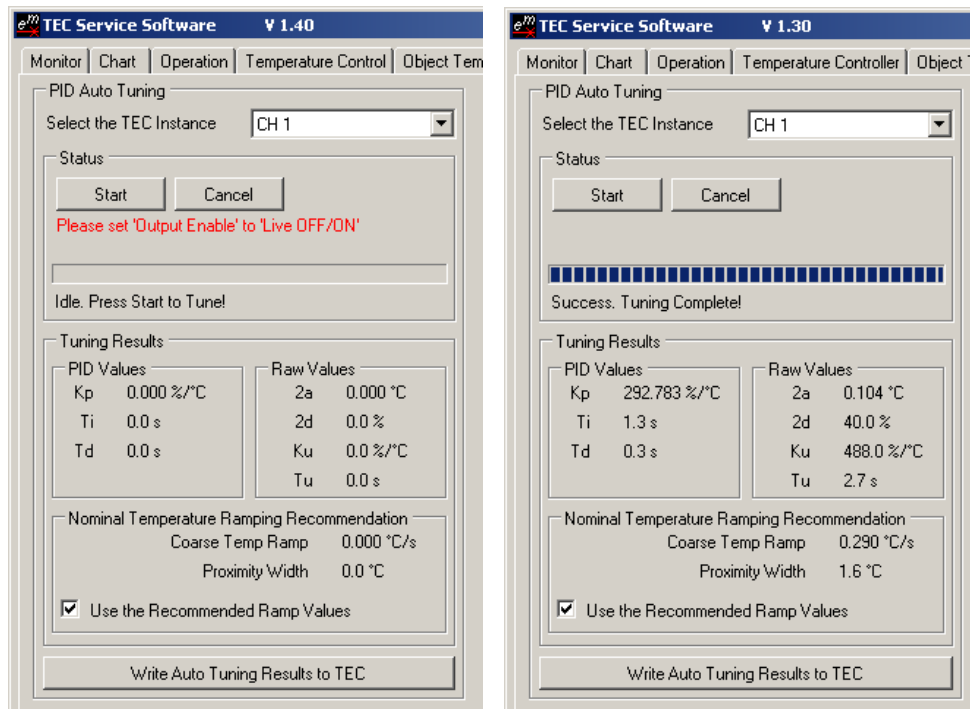 em TEC Service Software V 1.40
Monitor Chart Operation Temperature Control Object Tem
PID Auto Tuning
Select the TEC Instance CH 1
Status
Start Cancel
Please set 'Output Enable' to 'Live OFF/ON'
Idle. Press Start to Tune!
Tuning Results
PID Values Raw Values
Kp 0.000 %/°C 2a 0.000 °C
Ti 0.0 s 2d 0.0 %
Td 0.0 s Ku 0.0 %/°C
Tu 0.0 s
Nominal Temperature Ramping Recommendation
Coarse Temp Ramp 0.000 °C/s
Proximity Width 0.0 °C
Use the Recommended Ramp Values
Write Auto Tuning Results to TEC
em TEC Service Software V 1.30
Monitor Chart Operation Temperature Controller Object
PID Auto Tuning
Select the TEC Instance CH 1
Status
Start Cancel
Success. Tuning Complete!
Tuning Results
PID Values Raw Values
Kp 292.783 %/°C 2a 0.104 °C
Ti 1.3 s 2d 40.0 %
Td 0.3 s Ku 488.0 %/°C
Tu 2.7 s
Nominal Temperature Ramping Recommendation
Coarse Temp Ramp 0.290 °C/s
Proximity Width 1.6 °C
Use the Recommended Ramp Values
Write Auto Tuning Results to TEC